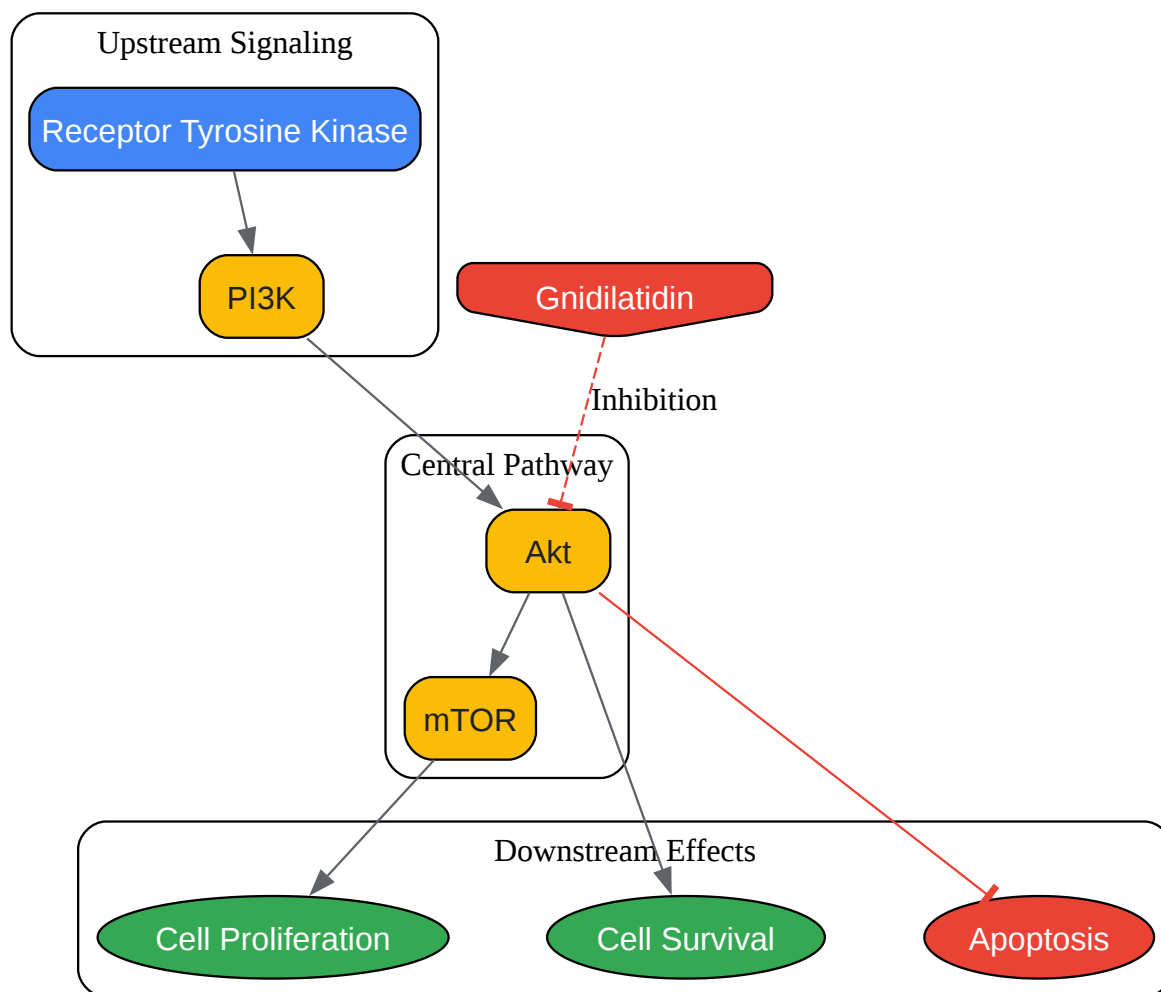 Upstream Signaling
Receptor Tyrosine Kinase
PI3K
Gnidilatidin
Inhibition
Central Pathway
Akt
mTOR
Downstream Effects
Cell Proliferation
Cell Survival
Apoptosis